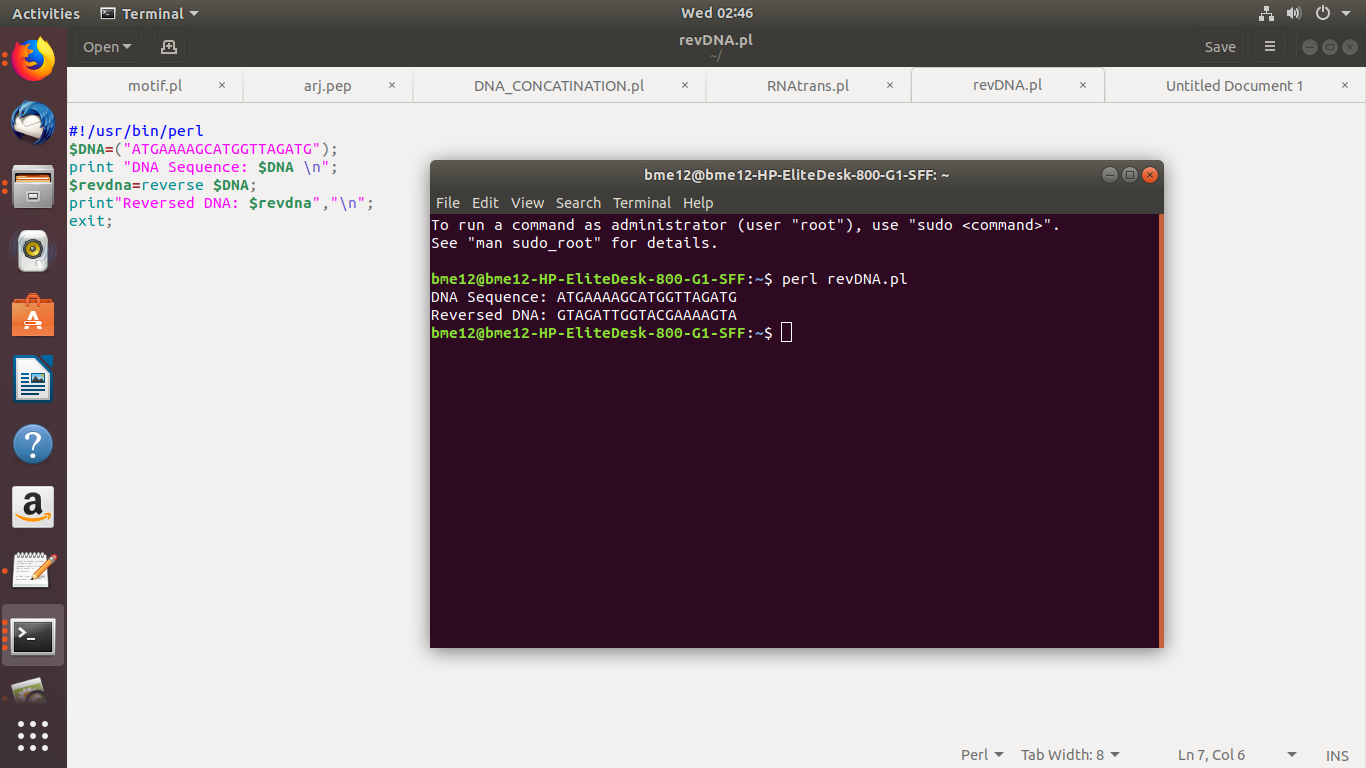 Activities Terminal Wed 02:46
Open revDNA.pl Save
~/
motif.pl × arj.pep × DNA_CONCATINATION.pl × RNAtrans.pl × revDNA.pl × Untitled Document 1 ×
#!/usr/bin/perl
$DNA=("ATGAAAAGCATGGTTAGATG");
print "DNA Sequence: $DNA \n";
$revdna=reverse $DNA;
print"Reversed DNA: $revdna","\n";
exit;
bme12@bme12-HP-EliteDesk-800-G1-SFF: ~
File Edit View Search Terminal Help
To run a command as administrator (user "root"), use "sudo <command>".
See "man sudo_root" for details.
bme12@bme12-HP-EliteDesk-800-G1-SFF:~$ perl revDNA.pl
DNA Sequence: ATGAAAAGCATGGTTAGATG
Reversed DNA: GTAGATTGGTACGAAAAGTA
bme12@bme12-HP-EliteDesk-800-G1-SFF:~$
Perl Tab Width: 8 Ln 7, Col 6 INS